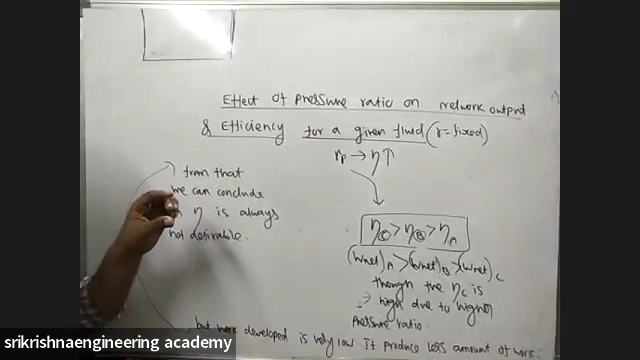 Effect of pressure ratio on network output
& Efficiency for a given fluid (γ = fixed)
rp → η↑
η©>η®>ηA
(Wnet)A > (Wnet)B > (Wnet)C
though the ηC is
→ high due to higher
pressure ratio.
but work developed is very low it produce less amount of work.
from that
we can conclude
η is always
not desirable.
srikrishnaengineering academy